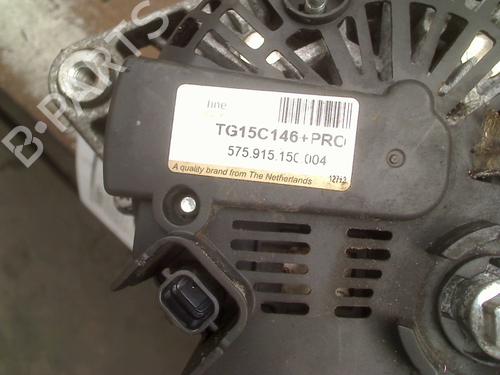 B-PARTS
line
TG15C146+PRO
575.915.150.004
A quality brand from The Netherlands